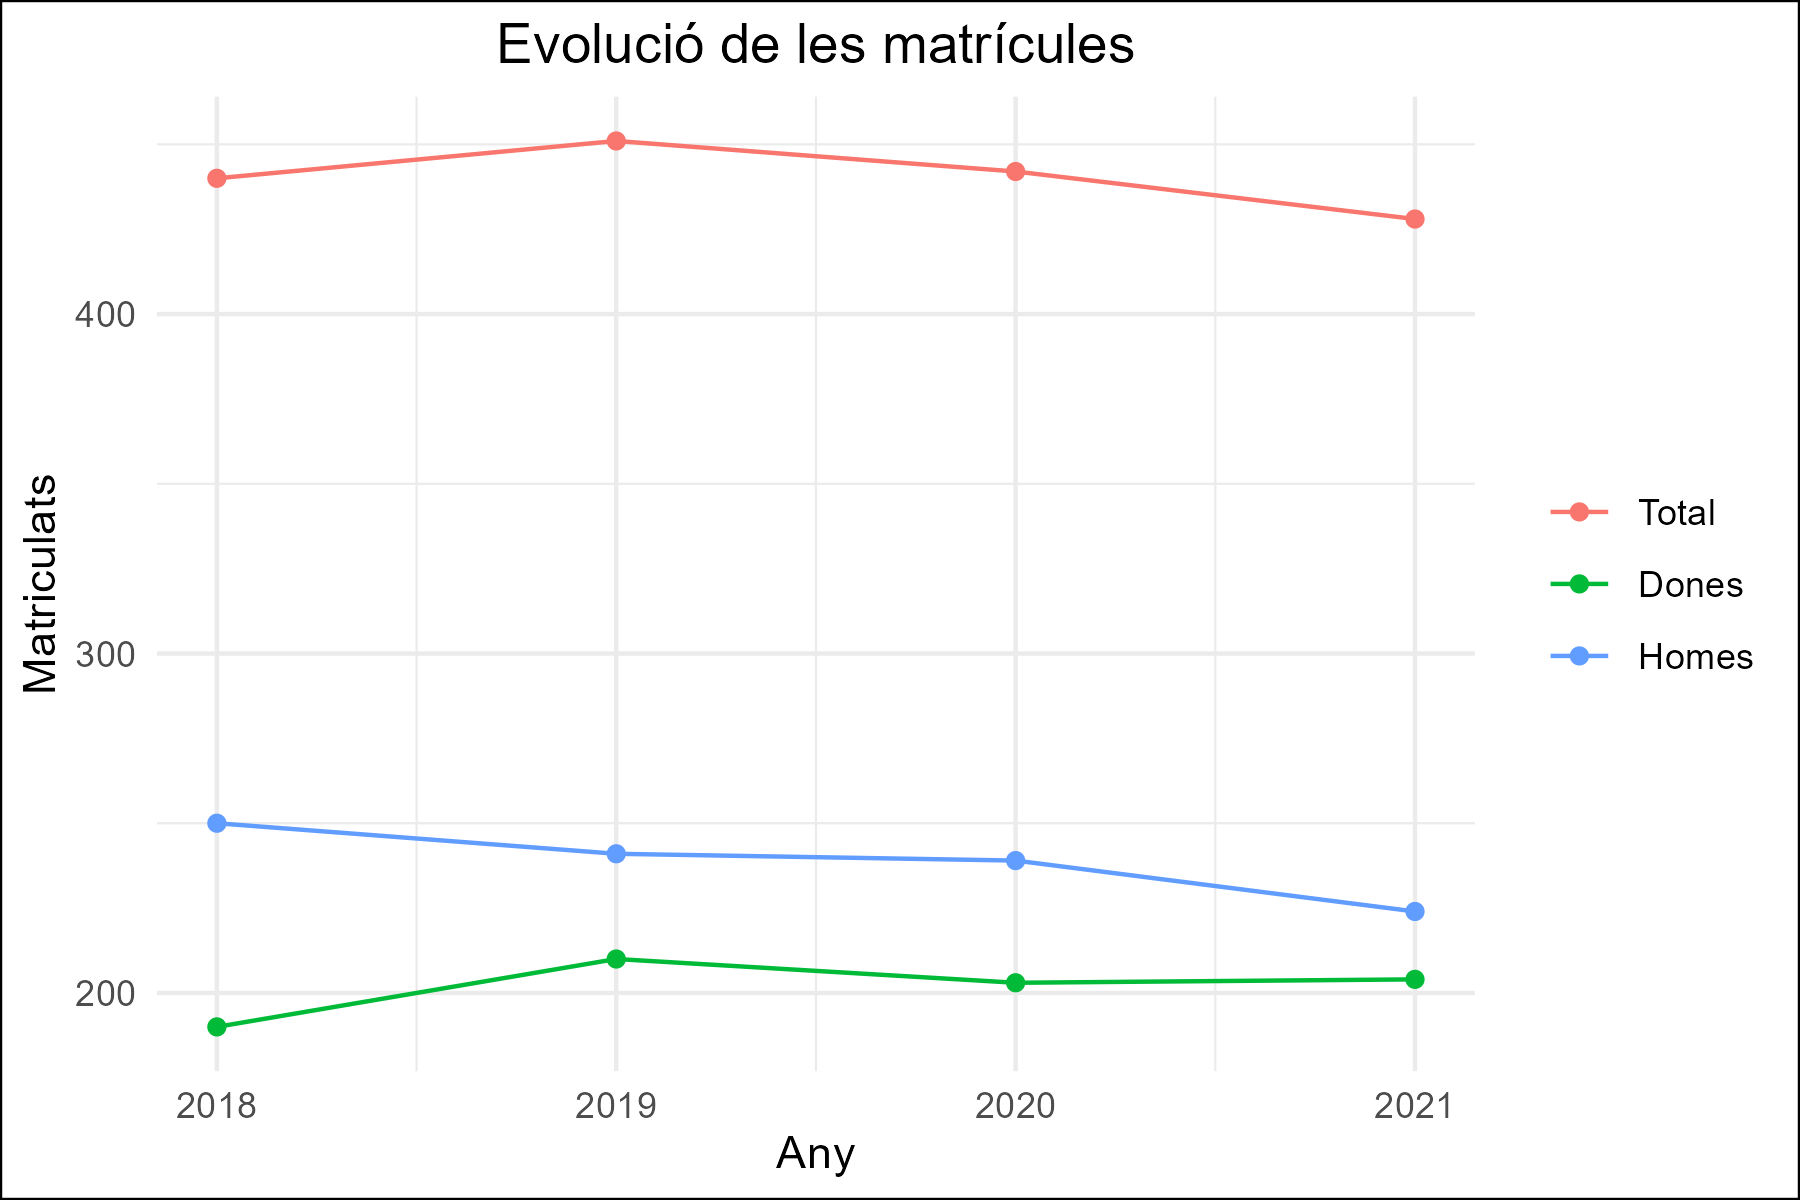 Evolució de les matrícules
Matriculats
400
300
200
2018
2019
2020
2021
Any
Total
Dones
Homes